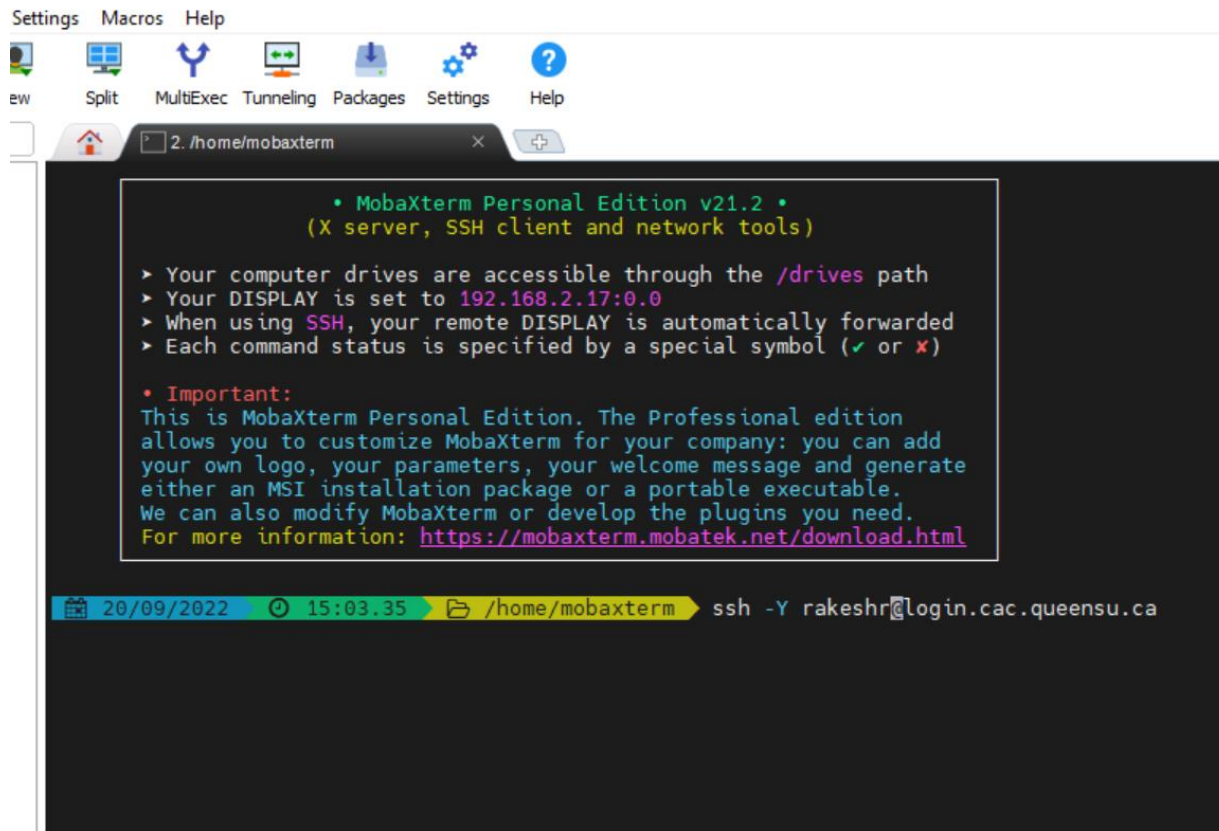 Settings Macros Help
ew Split MultiExec Tunneling Packages Settings Help
2. /home/mobaxterm
• MobaXterm Personal Edition v21.2 •
(X server, SSH client and network tools)
➤ Your computer drives are accessible through the /drives path
➤ Your DISPLAY is set to 192.168.2.17:0.0
➤ When using SSH, your remote DISPLAY is automatically forwarded
➤ Each command status is specified by a special symbol (✔ or ✘)
• Important:
This is MobaXterm Personal Edition. The Professional edition
allows you to customize MobaXterm for your company: you can add
your own logo, your parameters, your welcome message and generate
either an MSI installation package or a portable executable.
We can also modify MobaXterm or develop the plugins you need.
For more information: https://mobaxterm.mobatek.net/download.html
20/09/2022 15:03.35 /home/mobaxterm ssh -Y rakeshr@login.cac.queensu.ca